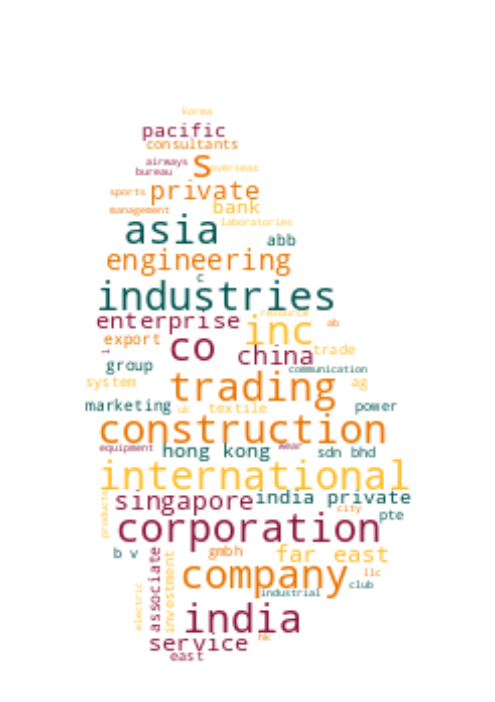 korea
pacific
consultants
airways s overseas
bureau
sports private
management bank
laboratories
asia abb
engineering
c
industries
resource
enterprise inc ab
export co china trade
group communication
system trading ag
marketing uk textile power
construction
equipment hong kong wear sdn bhd
international
products singapore india private
city
corporation pte
b v gmbh far east
associate investment company llc
industrial club
electric india
service hk
east